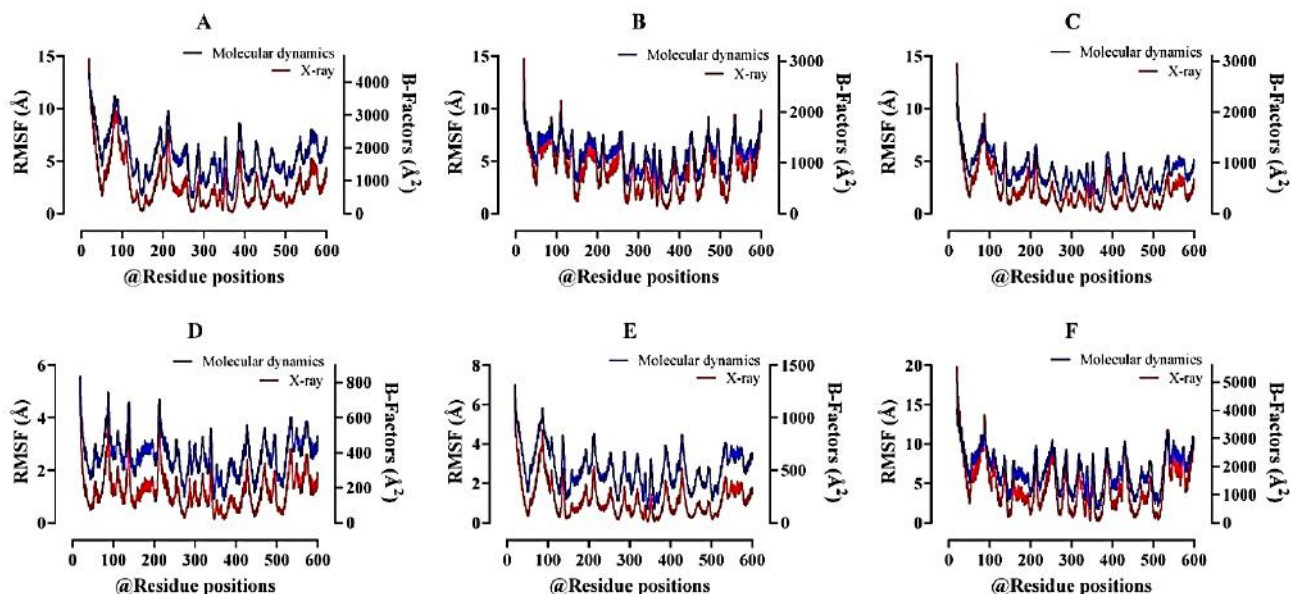 A
Molecular dynamics
X-ray
RMSF (Å)
15
10
5
0
B-Factors (Å²)
4000
3000
2000
1000
0
0 100 200 300 400 500 600
@Residue positions
B
Molecular dynamics
X-ray
RMSF (Å)
15
10
5
0
B-Factors (Å²)
3000
2000
1000
0
0 100 200 300 400 500 600
@Residue positions
C
Molecular dynamics
X-ray
RMSF (Å)
15
10
5
0
B-Factors (Å²)
3000
2000
1000
0
0 100 200 300 400 500 600
@Residue positions
D
Molecular dynamics
X-ray
RMSF (Å)
6
4
2
0
B-Factors (Å²)
800
600
400
200
0
0 100 200 300 400 500 600
@Residue positions
E
Molecular dynamics
X-ray
RMSF (Å)
8
6
4
2
0
B-Factors (Å²)
1500
1000
500
0
0 100 200 300 400 500 600
@Residue positions
F
Molecular dynamics
X-ray
RMSF (Å)
20
15
10
5
0
B-Factors (Å²)
5000
4000
3000
2000
1000
0
0 100 200 300 400 500 600
@Residue positions